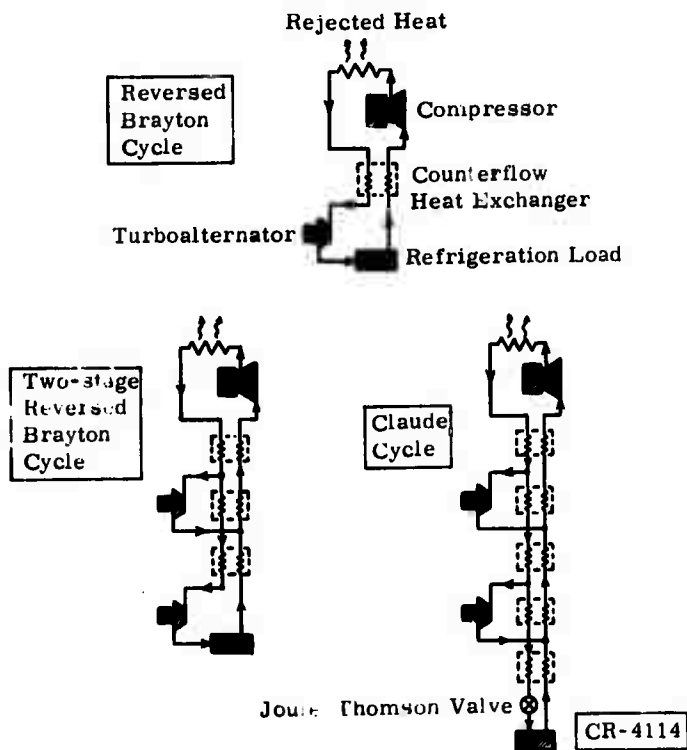 Rejected Heat
Reversed
Brayton
Cycle
Compressor
Counterflow
Heat Exchanger
Turboalternator
Refrigeration Load
Two-stage
Reversed
Brayton
Cycle
Claude
Cycle
Joule Thomson Valve
CR-4114